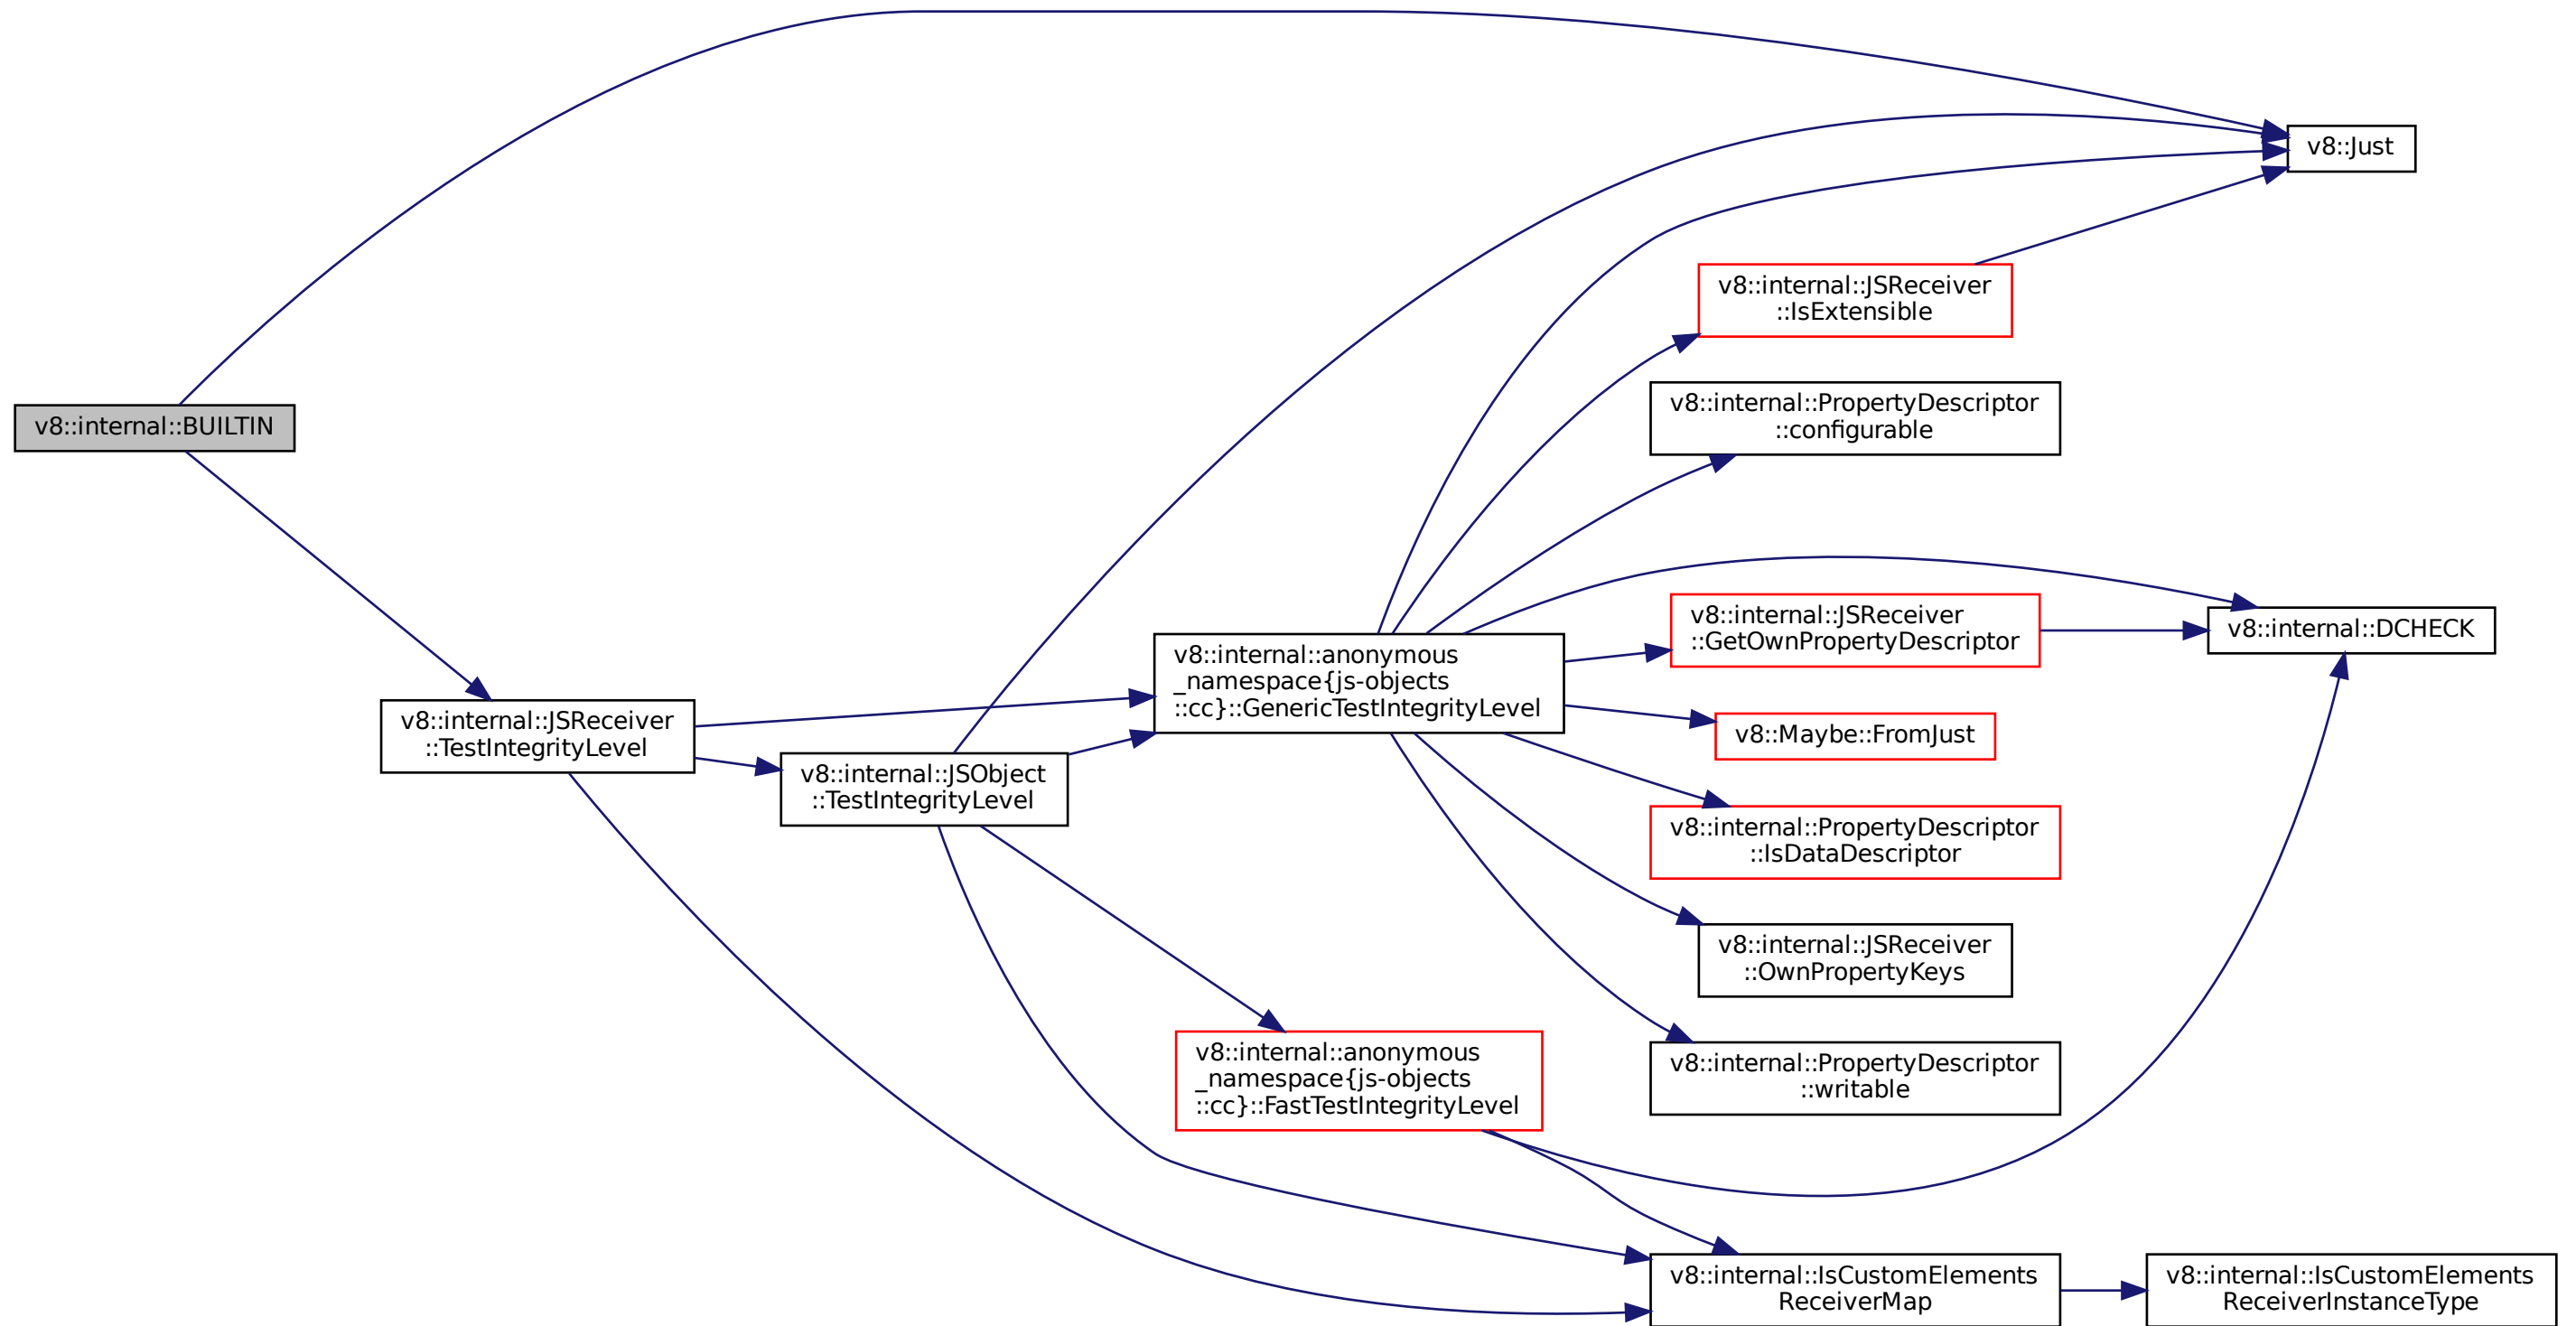 v8::Just
v8::internal::JSReceiver
::IsExtensible
v8::internal::PropertyDescriptor
::configurable
v8::internal::BUILTIN
v8::internal::JSReceiver
::GetOwnPropertyDescriptor
v8::internal::DCHECK
v8::internal::anonymous
_namespace{js-objects
::cc}::GenericTestIntegrityLevel
v8::internal::JSReceiver
::TestIntegrityLevel
v8::Maybe::FromJust
v8::internal::JSObject
::TestIntegrityLevel
v8::internal::PropertyDescriptor
::IsDataDescriptor
v8::internal::JSReceiver
::OwnPropertyKeys
v8::internal::anonymous
_namespace{js-objects
::cc}::FastTestIntegrityLevel
v8::internal::PropertyDescriptor
::writable
v8::internal::IsCustomElements
ReceiverMap
v8::internal::IsCustomElements
ReceiverInstanceType